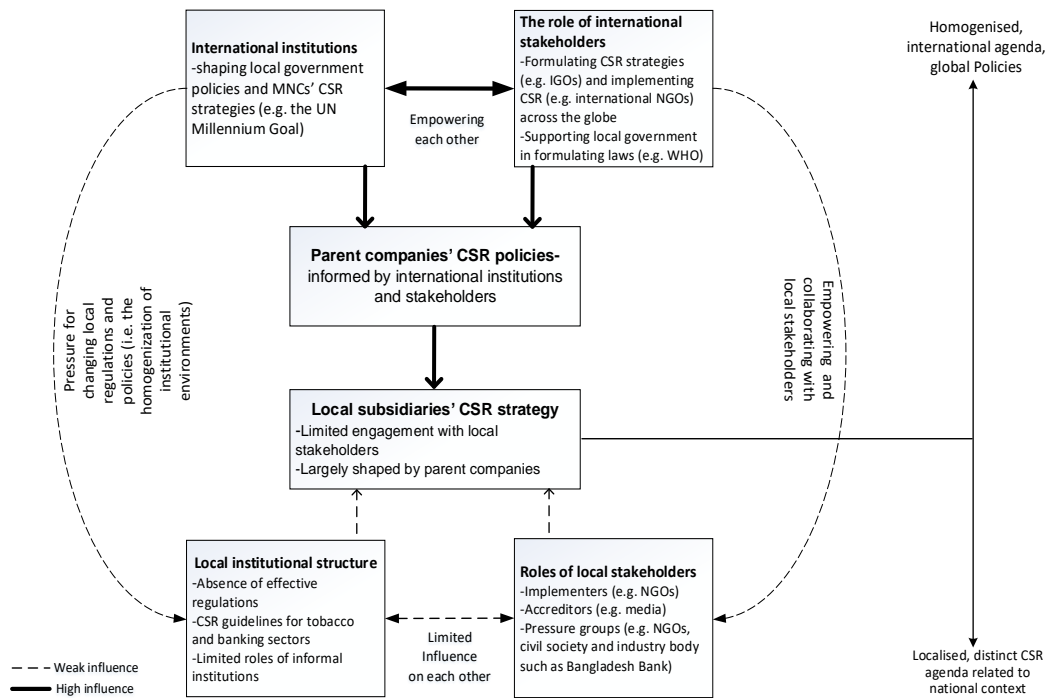 International institutions
-shaping local government
policies and MNCs’ CSR
strategies (e.g. the UN
Millennium Goal)
Empowering
each other
The role of international
stakeholders
-Formulating CSR strategies
(e.g. IGOs) and implementing
CSR (e.g. international NGOs)
across the globe
-Supporting local government
in formulating laws (e.g. WHO)
Homogenised,
international agenda,
global Policies
Parent companies’ CSR policies-
informed by international institutions
and stakeholders
Pressure for
changing local
regulations and
policies (i.e. the
homogenization of
institutional
environments)
Empowering and
collaborating with
local stakeholders
Local subsidiaries’ CSR strategy
-Limited engagement with local
stakeholders
-Largely shaped by parent companies
Local institutional structure
-Absence of effective
regulations
-CSR guidelines for tobacco
and banking sectors
-Limited roles of informal
institutions
Limited
Influence
on each other
Roles of local stakeholders
-Implementers (e.g. NGOs)
-Accreditors (e.g. media)
-Pressure groups (e.g. NGOs,
civil society and industry body
such as Bangladesh Bank)
Localised, distinct CSR
agenda related to
national context
Weak influence
High influence